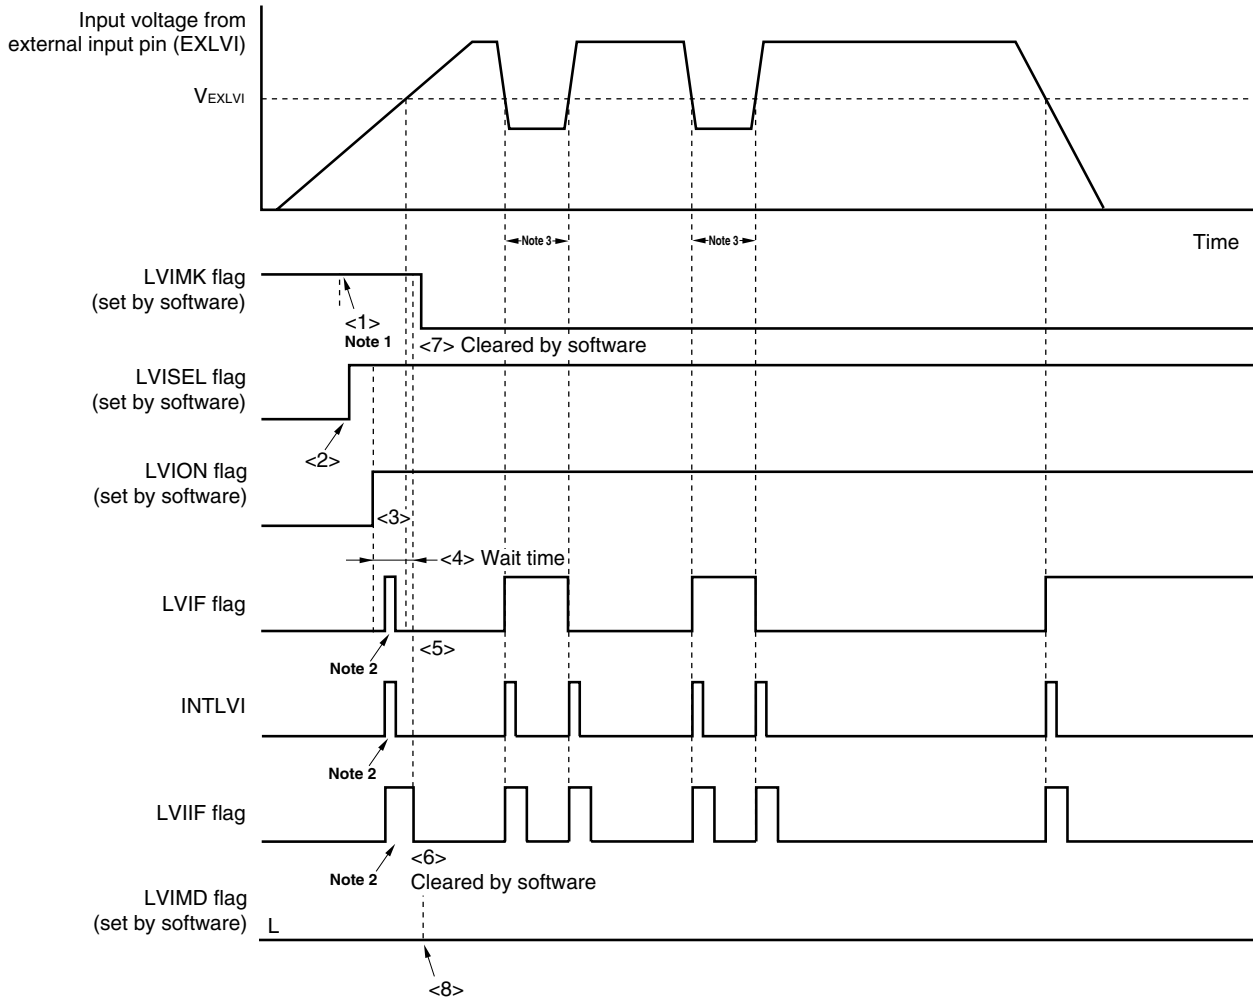 Input voltage from
external input pin (EXLVI)
VEXLVI
Note 3
Note 3
Time
LVIMK flag
(set by software)
<1>
Note 1
<7> Cleared by software
LVISEL flag
(set by software)
<2>
LVION flag
(set by software)
<3>
<4> Wait time
LVIF flag
Note 2
<5>
INTLVI
Note 2
LVIIF flag
Note 2
<6>
Cleared by software
LVIMD flag
(set by software)
L
<8>